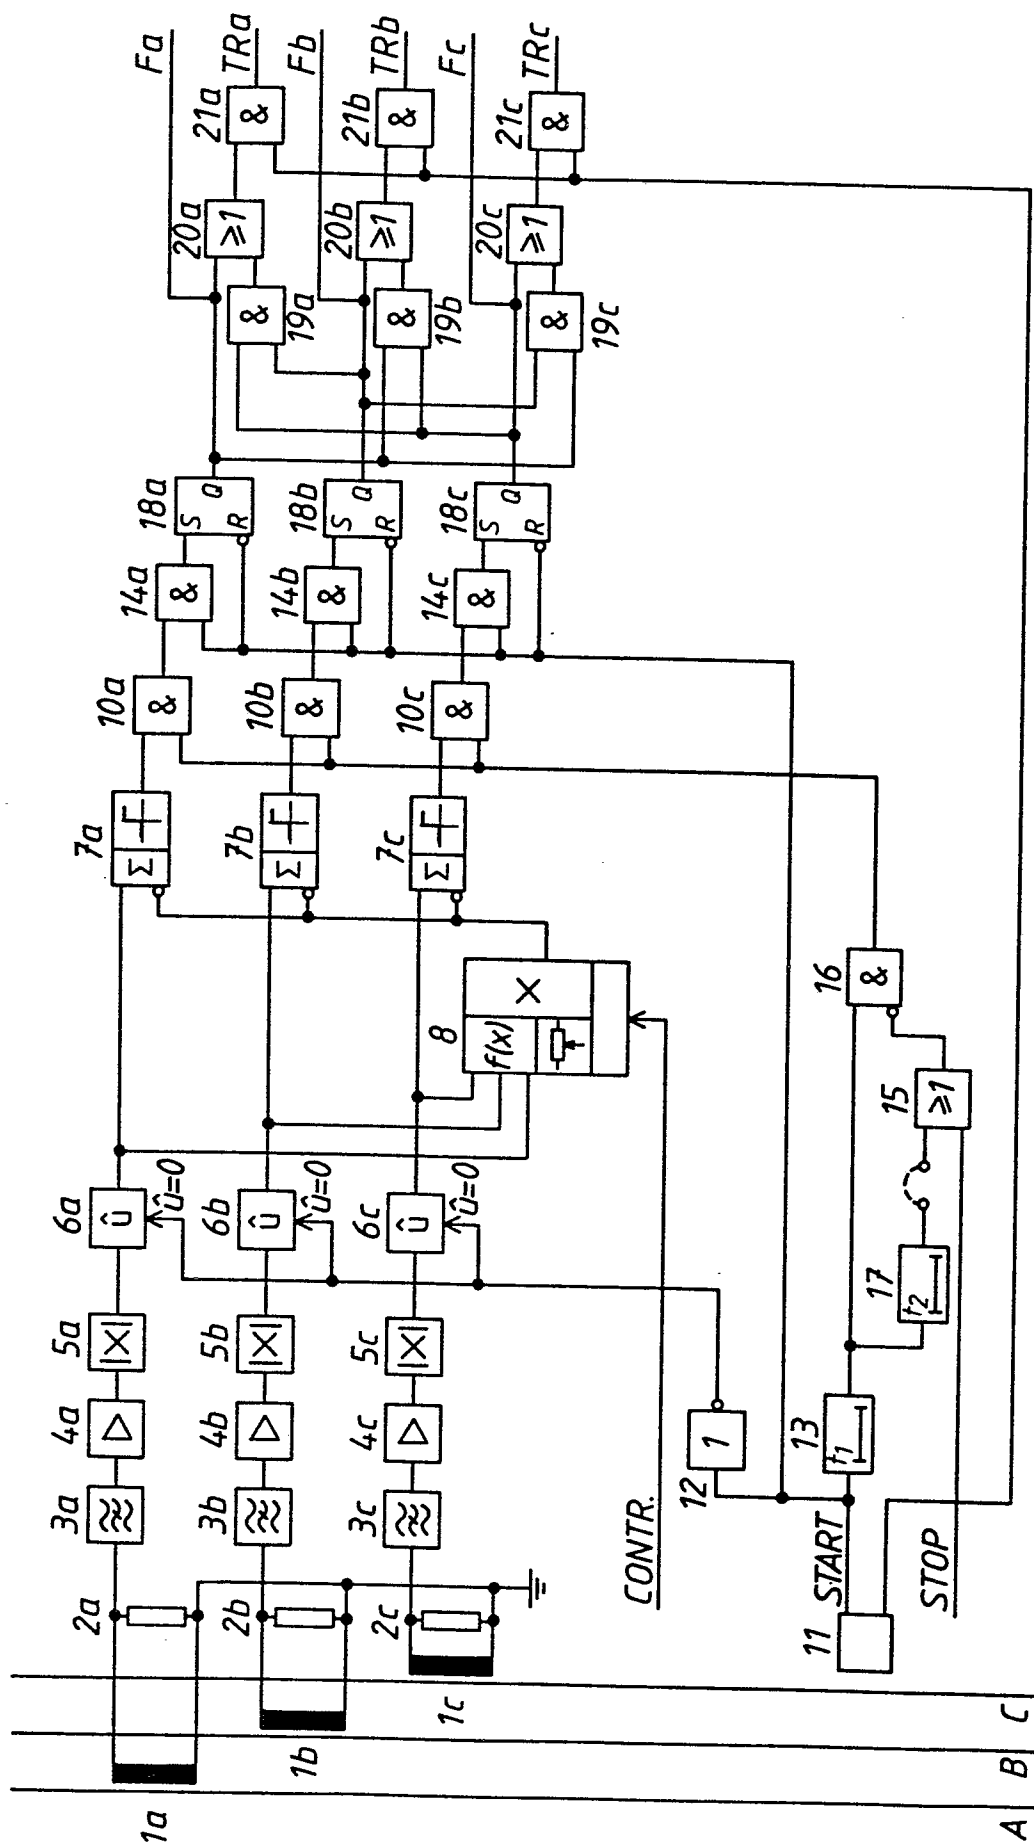 1a 2a 3a 4a 5a 6a 7a 10a 14a 18a 20a 21a Fa
û û=0 Σ & & S Q R ≥1 & TRa
19a &
1b 2b 3b 4b 5b 6b 7b 10b 14b 18b 20b 21b Fb
û û=0 Σ & & S Q R ≥1 & TRb
19b &
1c 2c 3c 4c 5c 6c 7c 10c 14c 18c 20c 21c Fc
û û=0 Σ & & S Q R ≥1 & TRc
19c &
|X| |X| |X|
8 f(x) X
CONTR.
12 1
11 START 13 t1 16 &
17 t2 15 ≥1
STOP
A B C